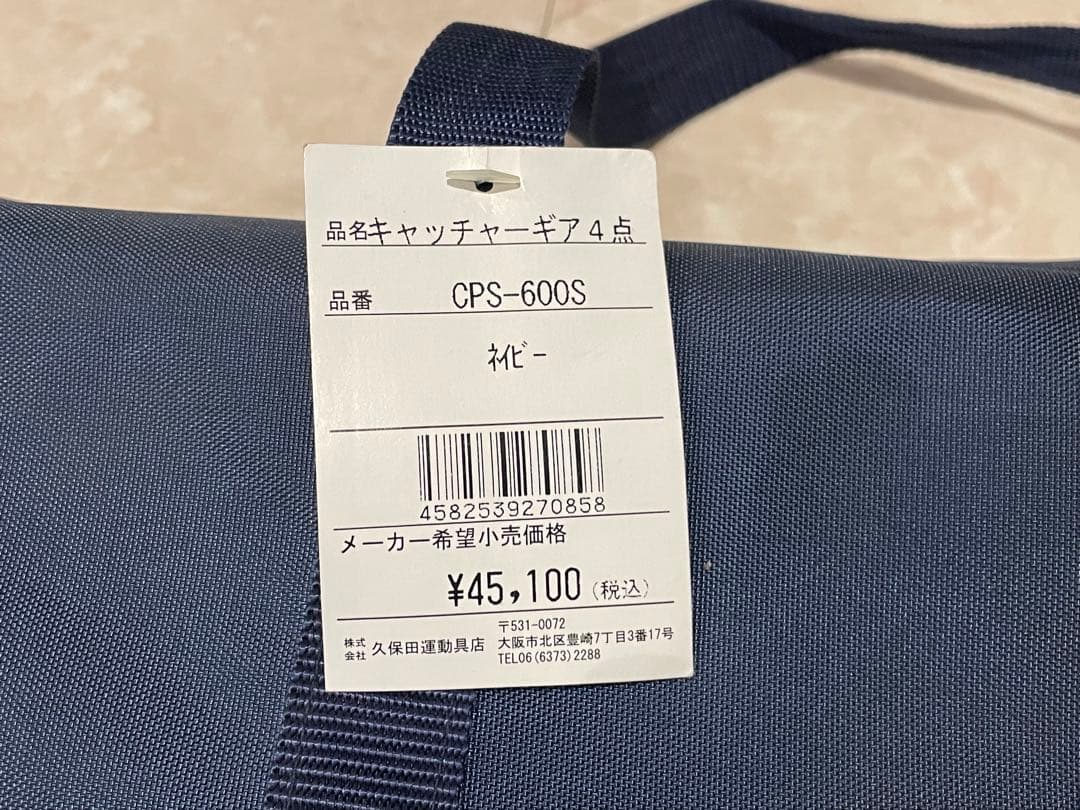 品名キャッチャーギア4点
品番 CPS-600S
ﾈｲﾋﾞｰ
4582539270858
メーカー希望小売価格
¥45,100(税込)
株式会社 久保田運動具店
〒531-0072
大阪市北区豊崎7丁目3番17号
TEL06(6373)2288